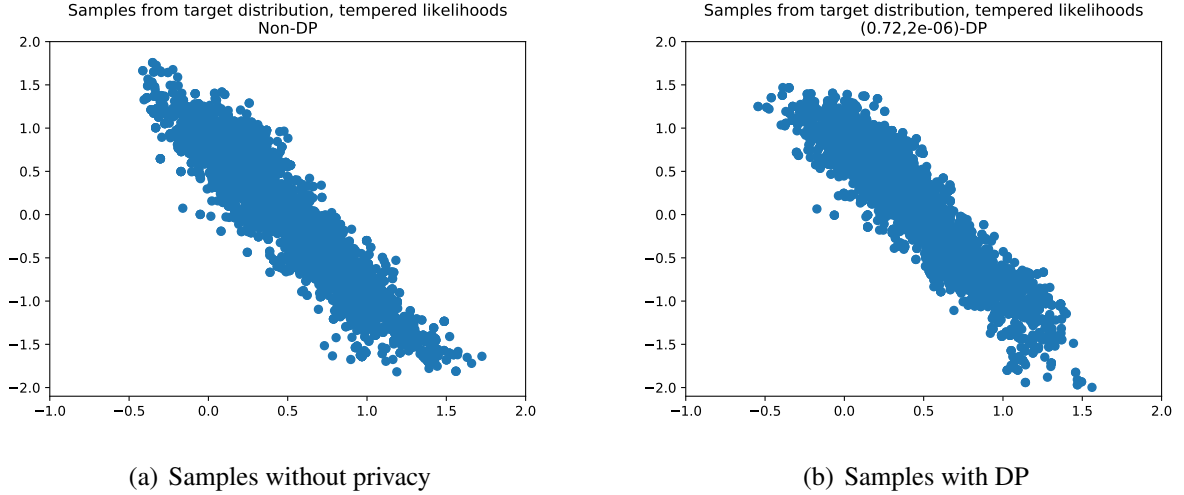 Samples from target distribution, tempered likelihoods
Non-DP
2.0
1.5
1.0
0.5
0.0
−0.5
−1.0
−1.5
−2.0
−1.0 −0.5 0.0 0.5 1.0 1.5 2.0
(a) Samples without privacy
Samples from target distribution, tempered likelihoods
(0.72,2e-06)-DP
2.0
1.5
1.0
0.5
0.0
−0.5
−1.0
−1.5
−2.0
−1.0 −0.5 0.0 0.5 1.0 1.5 2.0
(b) Samples with DP